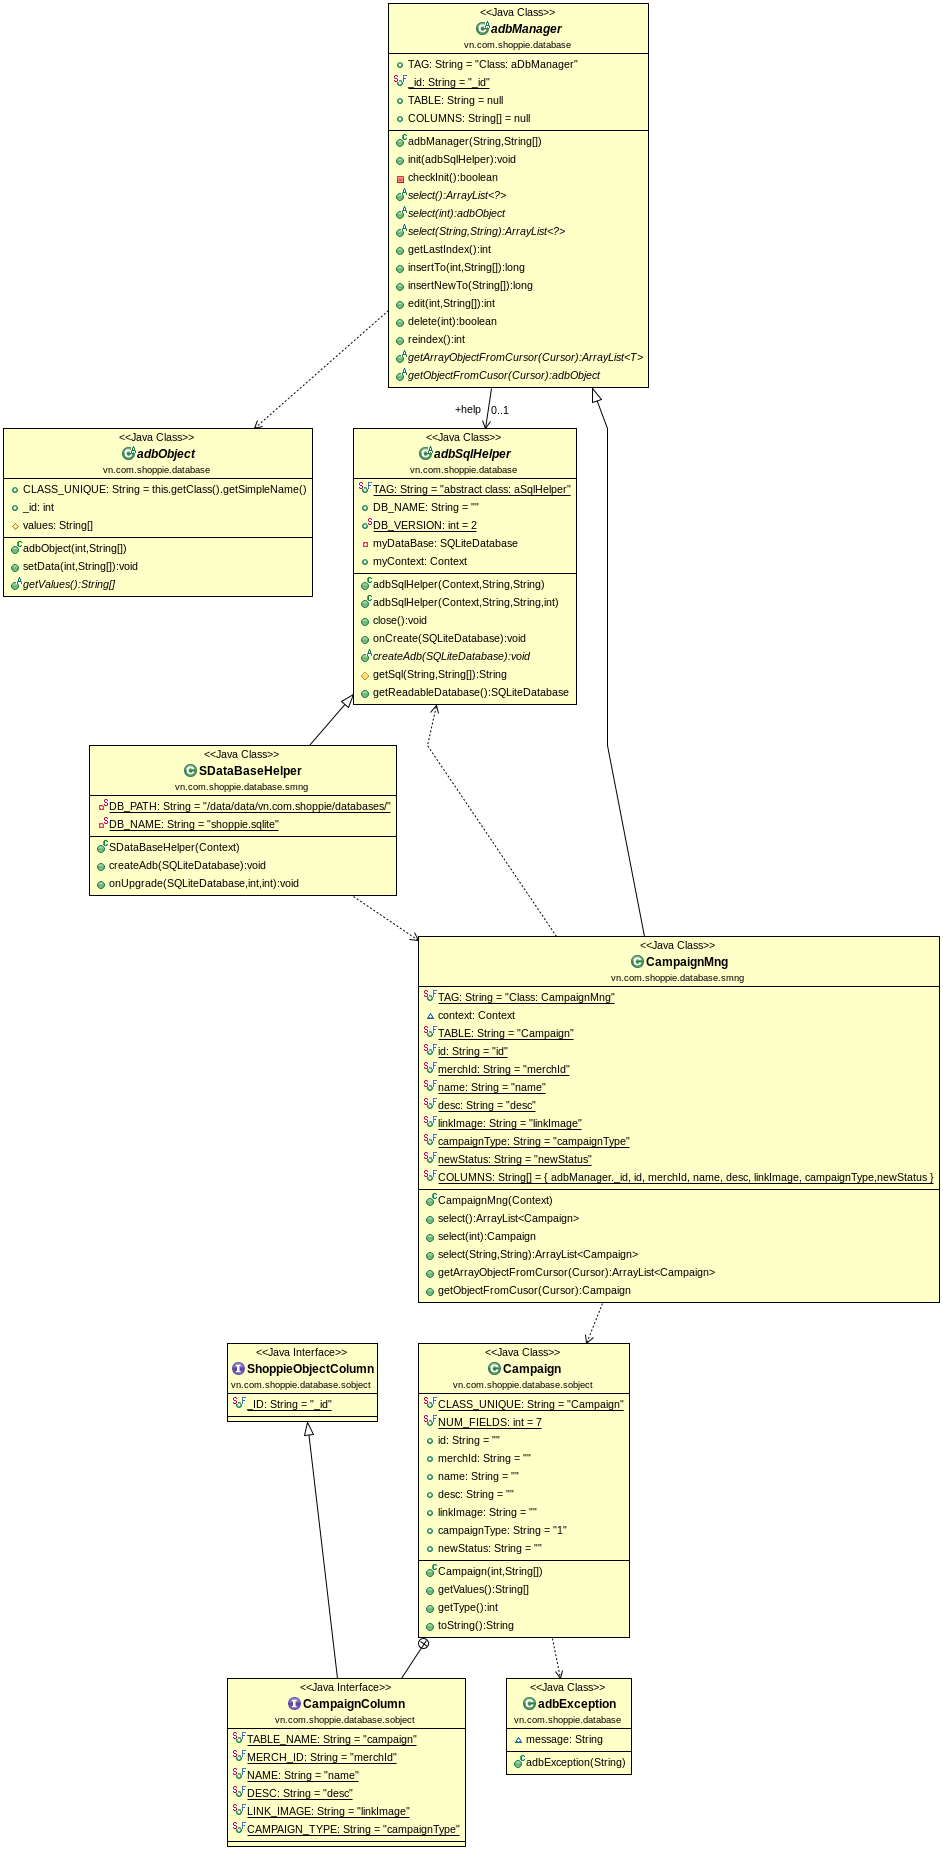 <<Java Class>>
adbManager
vn.com.shoppie.database
TAG: String = "Class: aDbManager"
_id: String = "_id"
TABLE: String = null
COLUMNS: String[] = null
adbManager(String,String[])
init(adbSqlHelper):void
checkInit():boolean
select():ArrayList<?>
select(int):adbObject
select(String,String):ArrayList<?>
getLastIndex():int
insertTo(int,String[]):long
insertNewTo(String[]):long
edit(int,String[]):int
delete(int):boolean
reindex():int
getArrayObjectFromCursor(Cursor):ArrayList<T>
getObjectFromCusor(Cursor):adbObject
+help 0..1
<<Java Class>>
adbObject
vn.com.shoppie.database
CLASS_UNIQUE: String = this.getClass().getSimpleName()
_id: int
values: String[]
adbObject(int,String[])
setData(int,String[]):void
getValues():String[]
<<Java Class>>
adbSqlHelper
vn.com.shoppie.database
TAG: String = "abstract class: aSqlHelper"
DB_NAME: String = ""
DB_VERSION: int = 2
myDataBase: SQLiteDatabase
myContext: Context
adbSqlHelper(Context,String,String)
adbSqlHelper(Context,String,String,int)
close():void
onCreate(SQLiteDatabase):void
createAdb(SQLiteDatabase):void
getSql(String,String[]):String
getReadableDatabase():SQLiteDatabase
<<Java Class>>
SDataBaseHelper
vn.com.shoppie.database.smng
DB_PATH: String = "/data/data/vn.com.shoppie/databases/"
DB_NAME: String = "shoppie.sqlite"
SDataBaseHelper(Context)
createAdb(SQLiteDatabase):void
onUpgrade(SQLiteDatabase,int,int):void
<<Java Class>>
CampaignMng
vn.com.shoppie.database.smng
TAG: String = "Class: CampaignMng"
context: Context
TABLE: String = "Campaign"
id: String = "id"
merchId: String = "merchId"
name: String = "name"
desc: String = "desc"
linkImage: String = "linkImage"
campaignType: String = "campaignType"
newStatus: String = "newStatus"
COLUMNS: String[] = { adbManager._id, id, merchId, name, desc, linkImage, campaignType,newStatus }
CampaignMng(Context)
select():ArrayList<Campaign>
select(int):Campaign
select(String,String):ArrayList<Campaign>
getArrayObjectFromCursor(Cursor):ArrayList<Campaign>
getObjectFromCusor(Cursor):Campaign
<<Java Interface>>
ShoppieObjectColumn
vn.com.shoppie.database.sobject
_ID: String = "_id"
<<Java Class>>
Campaign
vn.com.shoppie.database.sobject
CLASS_UNIQUE: String = "Campaign"
NUM_FIELDS: int = 7
id: String = ""
merchId: String = ""
name: String = ""
desc: String = ""
linkImage: String = ""
campaignType: String = "1"
newStatus: String = ""
Campaign(int,String[])
getValues():String[]
getType():int
toString():String
<<Java Interface>>
CampaignColumn
vn.com.shoppie.database.sobject
TABLE_NAME: String = "campaign"
MERCH_ID: String = "merchId"
NAME: String = "name"
DESC: String = "desc"
LINK_IMAGE: String = "linkImage"
CAMPAIGN_TYPE: String = "campaignType"
<<Java Class>>
adbException
vn.com.shoppie.database
message: String
adbException(String)